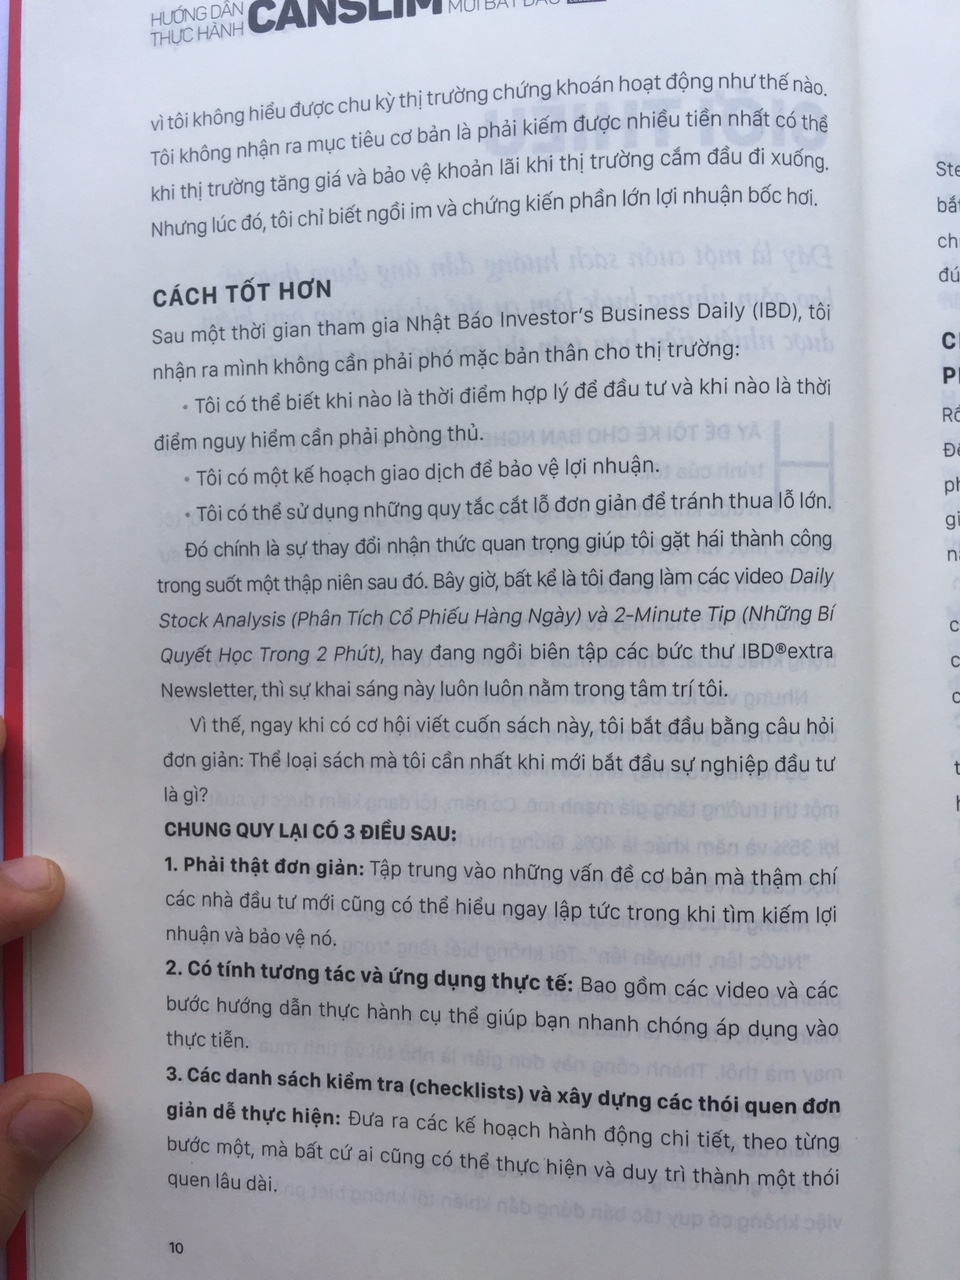 HƯỚNG DẪN
THỰC HÀNH CANSLIM
vì tôi không hiểu được chu kỳ thị trường chứng khoán hoạt động như thế nào.
Tôi không nhận ra mục tiêu cơ bản là phải kiếm được nhiều tiền nhất có thể
khi thị trường tăng giá và bảo vệ khoản lãi khi thị trường cắm đầu đi xuống.
Nhưng lúc đó, tôi chỉ biết ngồi im và chứng kiến phần lớn lợi nhuận bốc hơi.
CÁCH TỐT HƠN
Sau một thời gian tham gia Nhật Báo Investor's Business Daily (IBD), tôi
nhận ra mình không cần phải phó mặc bản thân cho thị trường:
• Tôi có thể biết khi nào là thời điểm hợp lý để đầu tư và khi nào là thời
điểm nguy hiểm cần phải phòng thủ.
• Tôi có một kế hoạch giao dịch để bảo vệ lợi nhuận.
• Tôi có thể sử dụng những quy tắc cắt lỗ đơn giản để tránh thua lỗ lớn.
Đó chính là sự thay đổi nhận thức quan trọng giúp tôi gặt hái thành công
trong suốt một thập niên sau đó. Bây giờ, bất kể là tôi đang làm các video Daily
Stock Analysis (Phân Tích Cổ Phiếu Hàng Ngày) và 2-Minute Tip (Những Bí
Quyết Học Trong 2 Phút), hay đang ngồi biên tập các bức thư IBD®extra
Newsletter, thì sự khai sáng này luôn luôn nằm trong tâm trí tôi.
Vì thế, ngay khi có cơ hội viết cuốn sách này, tôi bắt đầu bằng câu hỏi
đơn giản: Thể loại sách mà tôi cần nhất khi mới bắt đầu sự nghiệp đầu tư
là gì?
CHUNG QUY LẠI CÓ 3 ĐIỀU SAU:
1. Phải thật đơn giản: Tập trung vào những vấn đề cơ bản mà thậm chí
các nhà đầu tư mới cũng có thể hiểu ngay lập tức trong khi tìm kiếm lợi
nhuận và bảo vệ nó.
2. Có tính tương tác và ứng dụng thực tế: Bao gồm các video và các
bước hướng dẫn thực hành cụ thể giúp bạn nhanh chóng áp dụng vào
thực tiễn.
3. Các danh sách kiểm tra (checklists) và xây dựng các thói quen đơn
giản dễ thực hiện: Đưa ra các kế hoạch hành động chi tiết, theo từng
bước một, mà bất cứ ai cũng có thể thực hiện và duy trì thành một thói
quen lâu dài.
10